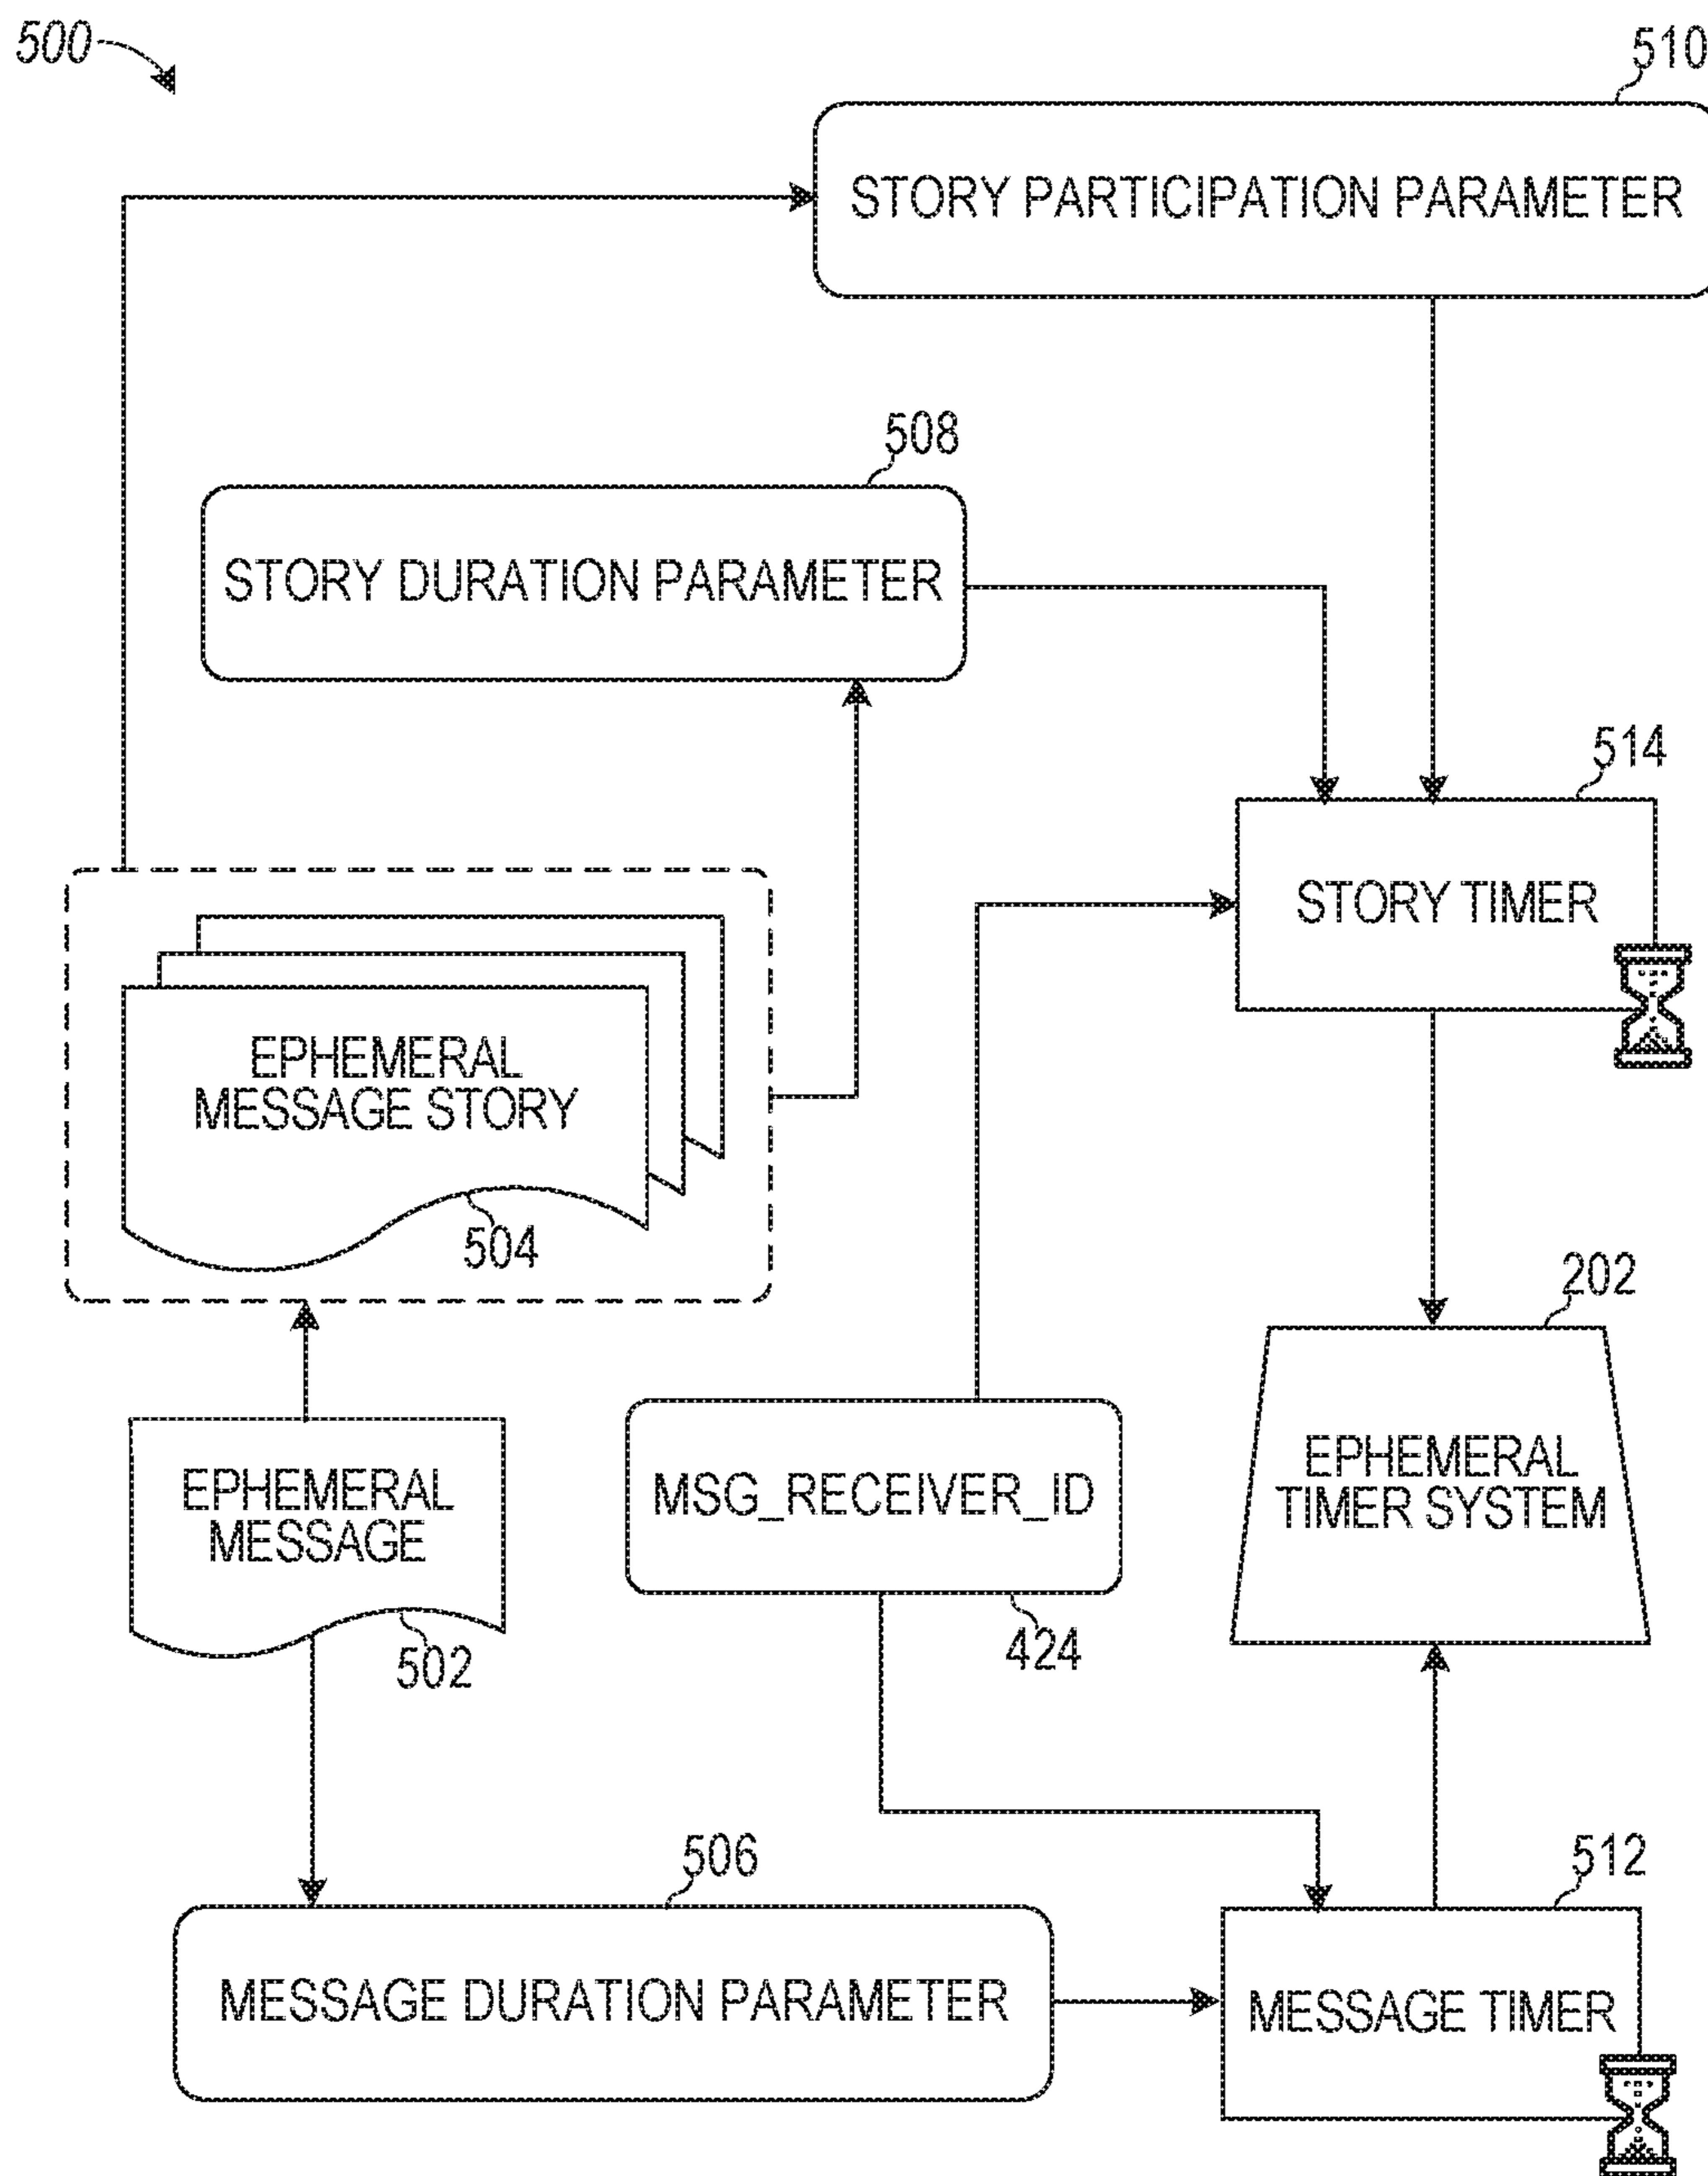 500
510
STORY PARTICIPATION PARAMETER
508
STORY DURATION PARAMETER
514
STORY TIMER
EPHEMERAL
MESSAGE STORY
504
202
EPHEMERAL
TIMER SYSTEM
MSG_RECEIVER_ID
424
EPHEMERAL
MESSAGE
502
506
MESSAGE DURATION PARAMETER
512
MESSAGE TIMER